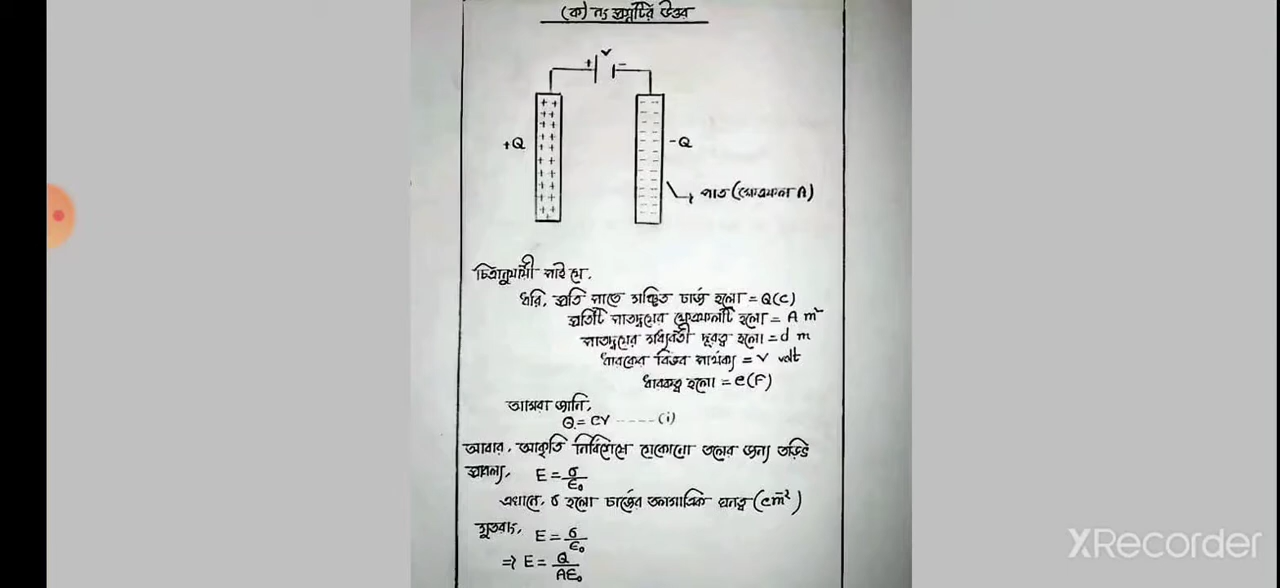 (ক) নং প্রশ্নটির উত্তর
+ V -
+Q
-Q
পাত (ক্ষেত্রফল A)
চিত্রানুযায়ী পাই যে,
ধরি, প্রতি পাতে সঞ্চিত চার্জ হলো = Q(C)
প্রতিটি পাতদ্বয়ের ক্ষেত্রফলটি হলো = A m²
পাতদ্বয়ের মধ্যবর্তী দূরত্ব হলো = d m
ধারকের বিভব পার্থক্য = V volt
ধারকত্ব হলো = C(F)
আমরা জানি,
Q = CV ------ (i)
আবার, আকৃতি নির্বিশেষে যেকোনো তলের জন্য তড়িৎ
প্রাবল্য, E = σ/ε₀
এখানে, σ হলো চার্জের তলমাত্রিক ঘনত্ব (cm⁻²)
সুতরাং, E = σ/ε₀
⇒ E = Q/Aε₀
XRecorder